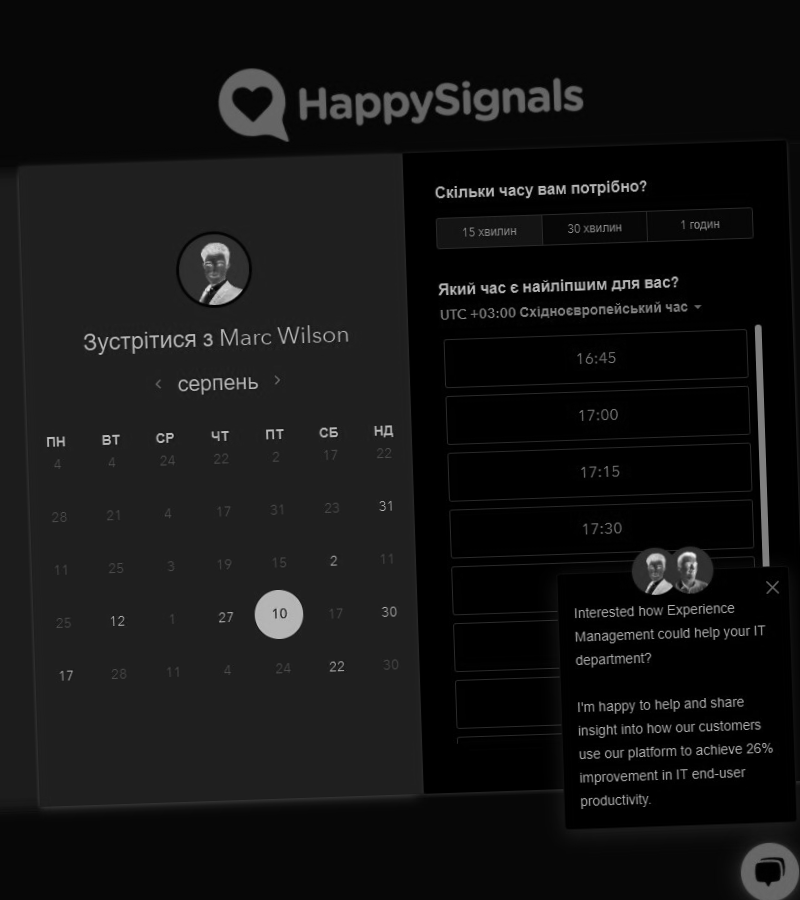 HappySignals
Зустрітися з Marc Wilson
серпень
ПН ВТ СР ЧТ ПТ СБ НД
4 4 24 22 2 17 22
28 21 4 17 31 23 31
11 25 3 19 15 2 11
25 12 1 27 10 17 30
17 28 11 4 24 22 30
Скільки часу вам потрібно?
15 хвилин 30 хвилин 1 годин
Який час є найліпшим для вас?
UTC +03:00 Східноєвропейський час
16:45
17:00
17:15
17:30
Interested how Experience
Management could help your IT
department?
I'm happy to help and share
insight into how our customers
use our platform to achieve 26%
improvement in IT end-user
productivity.